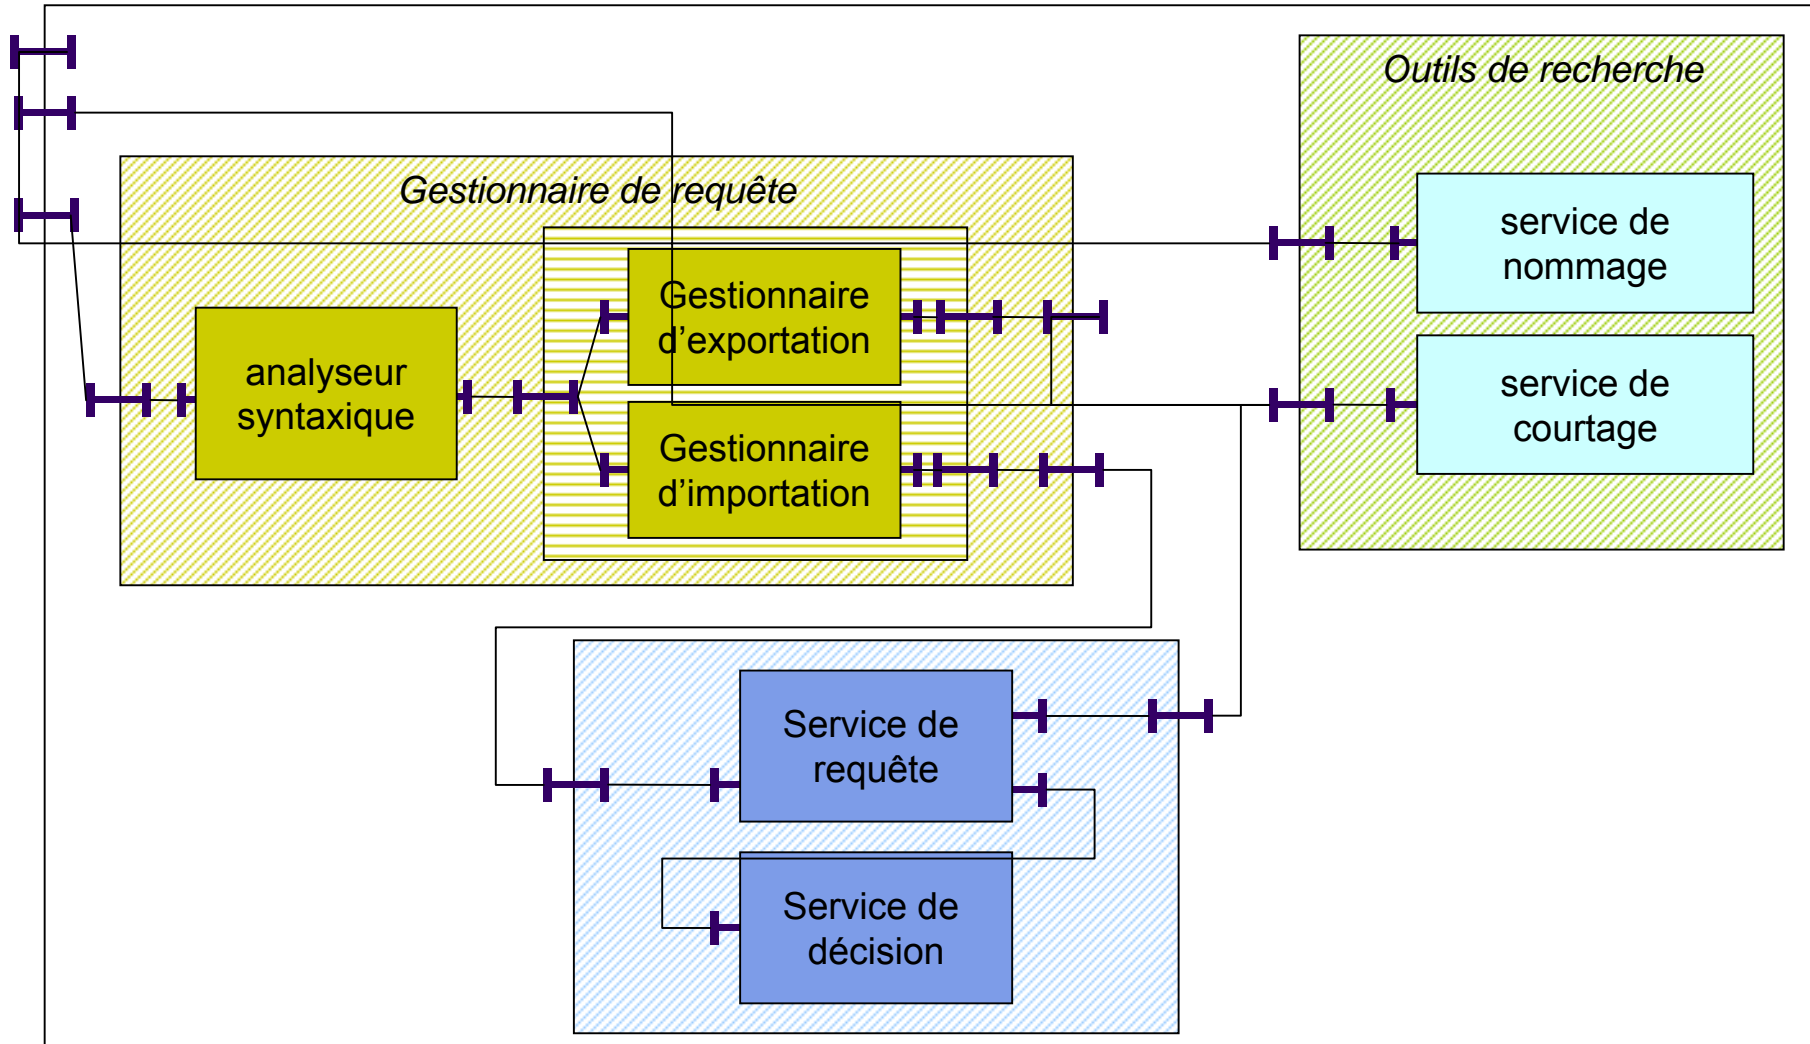 Outils de recherche
Gestionnaire de requête
service de
nommage
Gestionnaire
d’exportation
analyseur
syntaxique
service de
courtage
Gestionnaire
d’importation
Service de
requête
Service de
décision